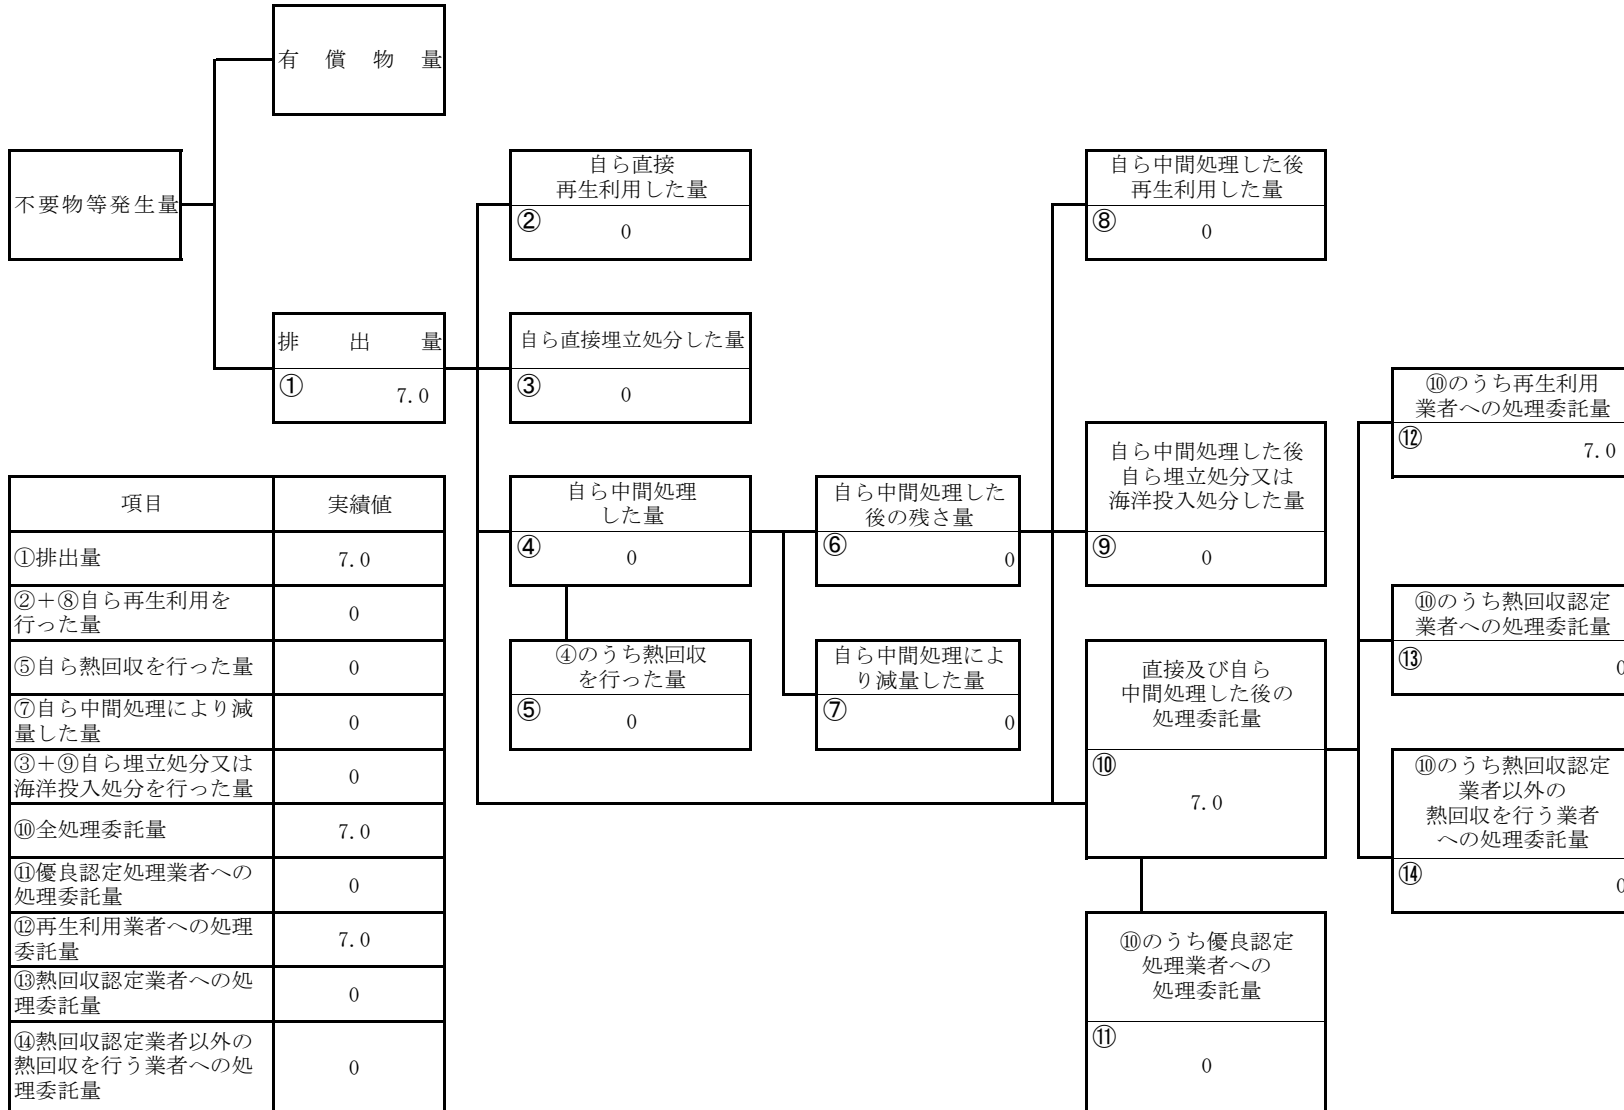 有償物量
不要物等発生量
自ら直接
再生利用した量
②
0
自ら中間処理した後
再生利用した量
⑧
0
排出量
①
7.0
自ら直接埋立処分した量
③
0
⑩のうち再生利用
業者への処理委託量
⑫
7.0
自ら中間処理した後
自ら埋立処分又は
海洋投入処分した量
⑨
0
自ら中間処理
した量
④
0
自ら中間処理した
後の残さ量
⑥
0
④のうち熱回収
を行った量
⑤
0
自ら中間処理によ
り減量した量
⑦
0
直接及び自ら
中間処理した後の
処理委託量
⑩
7.0
⑩のうち熱回収認定
業者への処理委託量
⑬
0
⑩のうち熱回収認定
業者以外の
熱回収を行う業者
への処理委託量
⑭
0
⑩のうち優良認定
処理業者への
処理委託量
⑪
0
項目 実績値
①排出量 7.0
②+⑧自ら再生利用を
行った量 0
⑤自ら熱回収を行った量 0
⑦自ら中間処理により減
量した量 0
③+⑨自ら埋立処分又は
海洋投入処分を行った量 0
⑩全処理委託量 7.0
⑪優良認定処理業者への
処理委託量 0
⑫再生利用業者への処理
委託量 7.0
⑬熱回収認定業者への処
理委託量 0
⑭熱回収認定業者以外の
熱回収を行う業者への処
理委託量 0